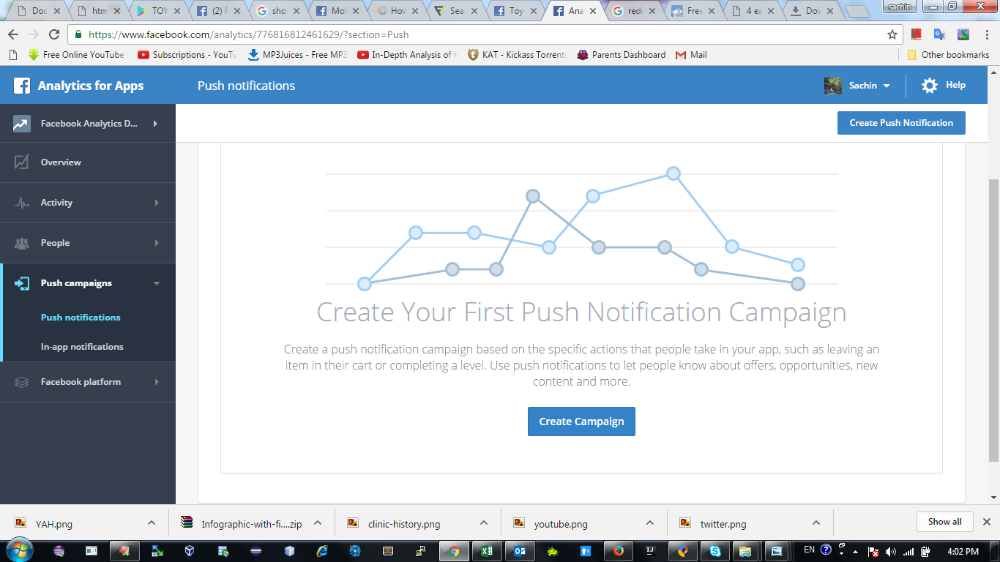 Doc
htm
TOY
(2) F
sho
Mol
How
Sea
Toy
Ana
rede
Free
4 ea
Dov
sachin
https://www.facebook.com/analytics/776816812461629/?section=Push
Free Online YouTube
Subscriptions - YouTu
MP3Juices - Free MP3
In-Depth Analysis of H
KAT - Kickass Torrents
Parents Dashboard
Mail
Other bookmarks
Analytics for Apps
Push notifications
Sachin
Help
Facebook Analytics D...
Create Push Notification
Overview
Activity
People
Push campaigns
Push notifications
In-app notifications
Facebook platform
Create Your First Push Notification Campaign
Create a push notification campaign based on the specific actions that people take in your app, such as leaving an
item in their cart or completing a level. Use push notifications to let people know about offers, opportunities, new
content and more.
Create Campaign
YAH.png
Infographic-with-fi....zip
clinic-history.png
youtube.png
twitter.png
Show all
EN
4:02 PM